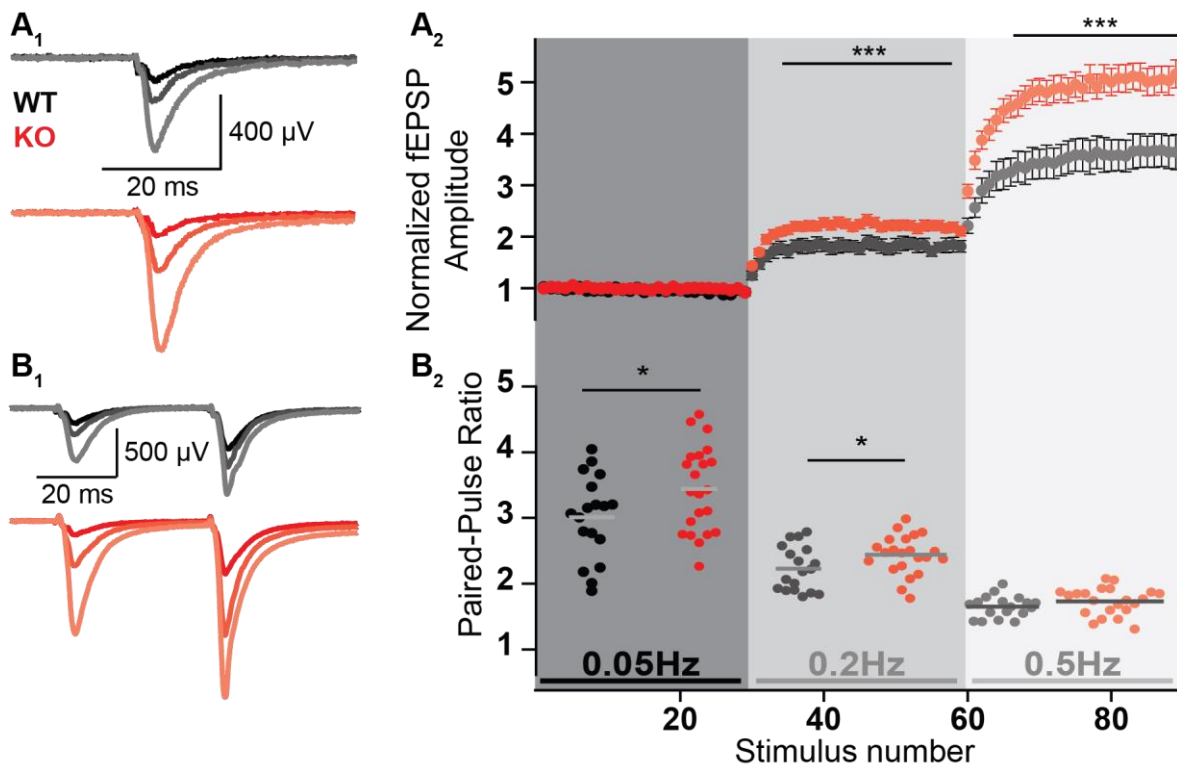 A1
WT
KO
400 µV
20 ms
B1
500 µV
20 ms
A2
Normalized fEPSP
Amplitude
***
***
5
4
3
2
1
B2
Paired-Pulse Ratio
5
4
3
2
1
*
*
0.05Hz
0.2Hz
0.5Hz
20
40
60
80
Stimulus number